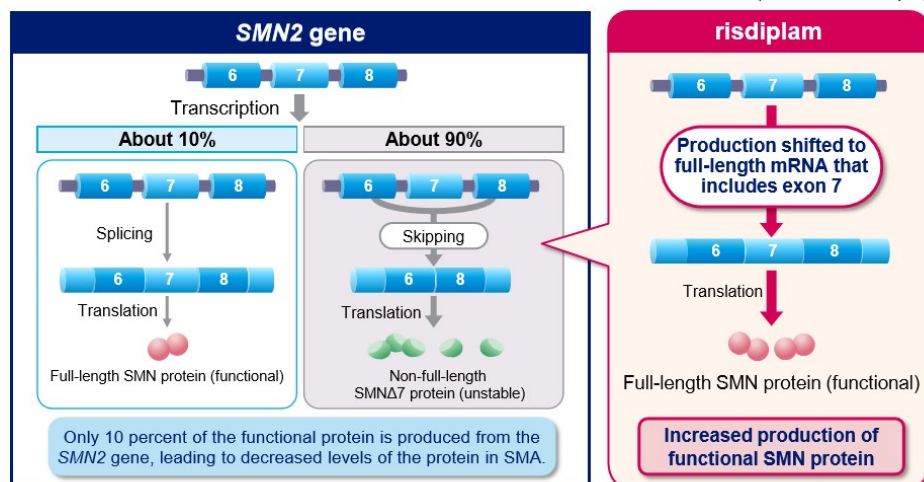 SMN2 gene
6 7 8
Transcription
About 10%
About 90%
6 7 8
Splicing
6 7 8
Translation
Full-length SMN protein (functional)
6 7 8
Skipping
6 8
Translation
Non-full-length
SMNΔ7 protein (unstable)
Only 10 percent of the functional protein is produced from the
SMN2 gene, leading to decreased levels of the protein in SMA.
risdiplam
6 7 8
Production shifted to
full-length mRNA that
includes exon 7
6 7 8
Translation
Full-length SMN protein (functional)
Increased production of
functional SMN protein